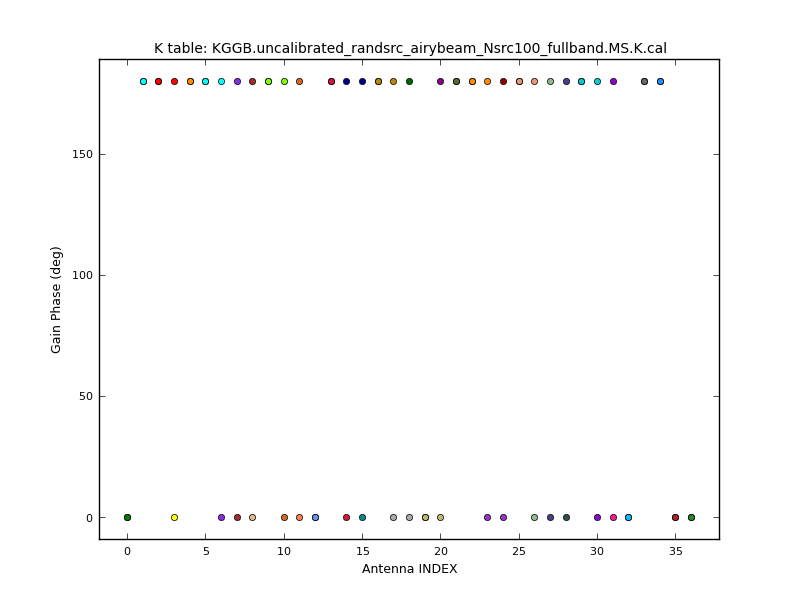 K table: KGGB.uncalibrated_randsrc_airybeam_Nsrc100_fullband.MS.K.cal
150
100
50
0
Gain Phase (deg)
0 5 10 15 20 25 30 35
Antenna INDEX